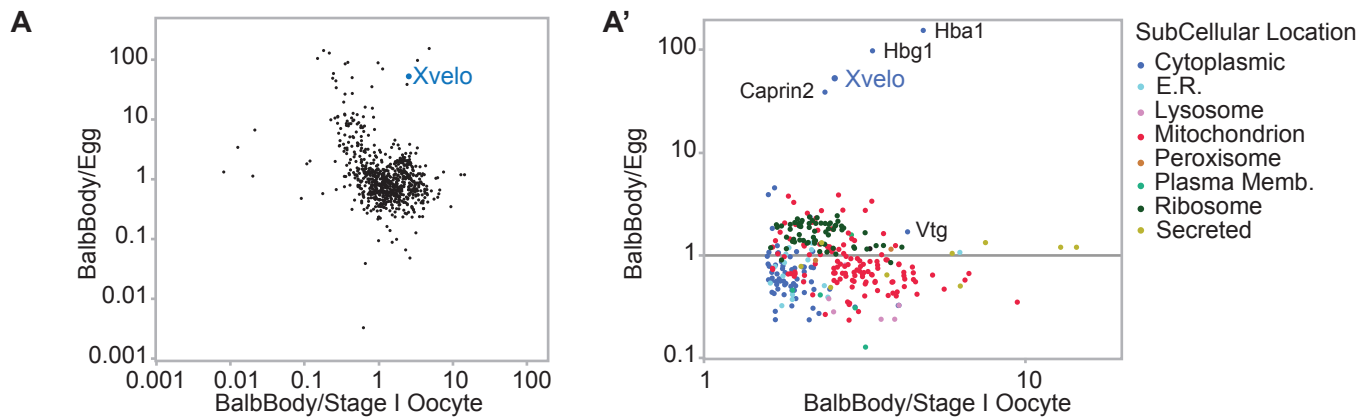 A
BalbBody/Egg
100
10
1
0.1
0.01
0.001
Xvelo
0.001
0.01
0.1
1
10
100
BalbBody/Stage I Oocyte
A'
BalbBody/Egg
100
10
1
0.1
Hba1
Hbg1
Xvelo
Caprin2
Vtg
1
10
BalbBody/Stage I Oocyte
SubCellular Location
Cytoplasmic
E.R.
Lysosome
Mitochondrion
Peroxisome
Plasma Memb.
Ribosome
Secreted